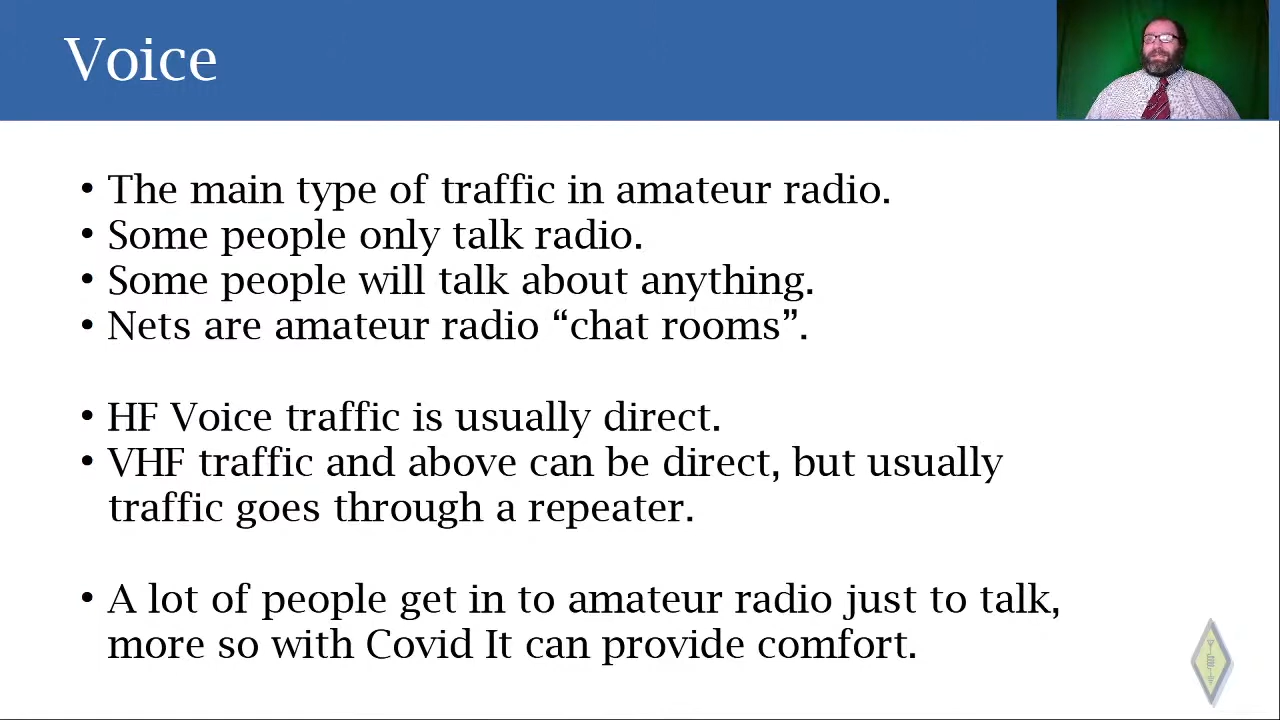 Voice
• The main type of traffic in amateur radio.
• Some people only talk radio.
• Some people will talk about anything.
• Nets are amateur radio “chat rooms”.
• HF Voice traffic is usually direct.
• VHF traffic and above can be direct, but usually
traffic goes through a repeater.
• A lot of people get in to amateur radio just to talk,
more so with Covid It can provide comfort.